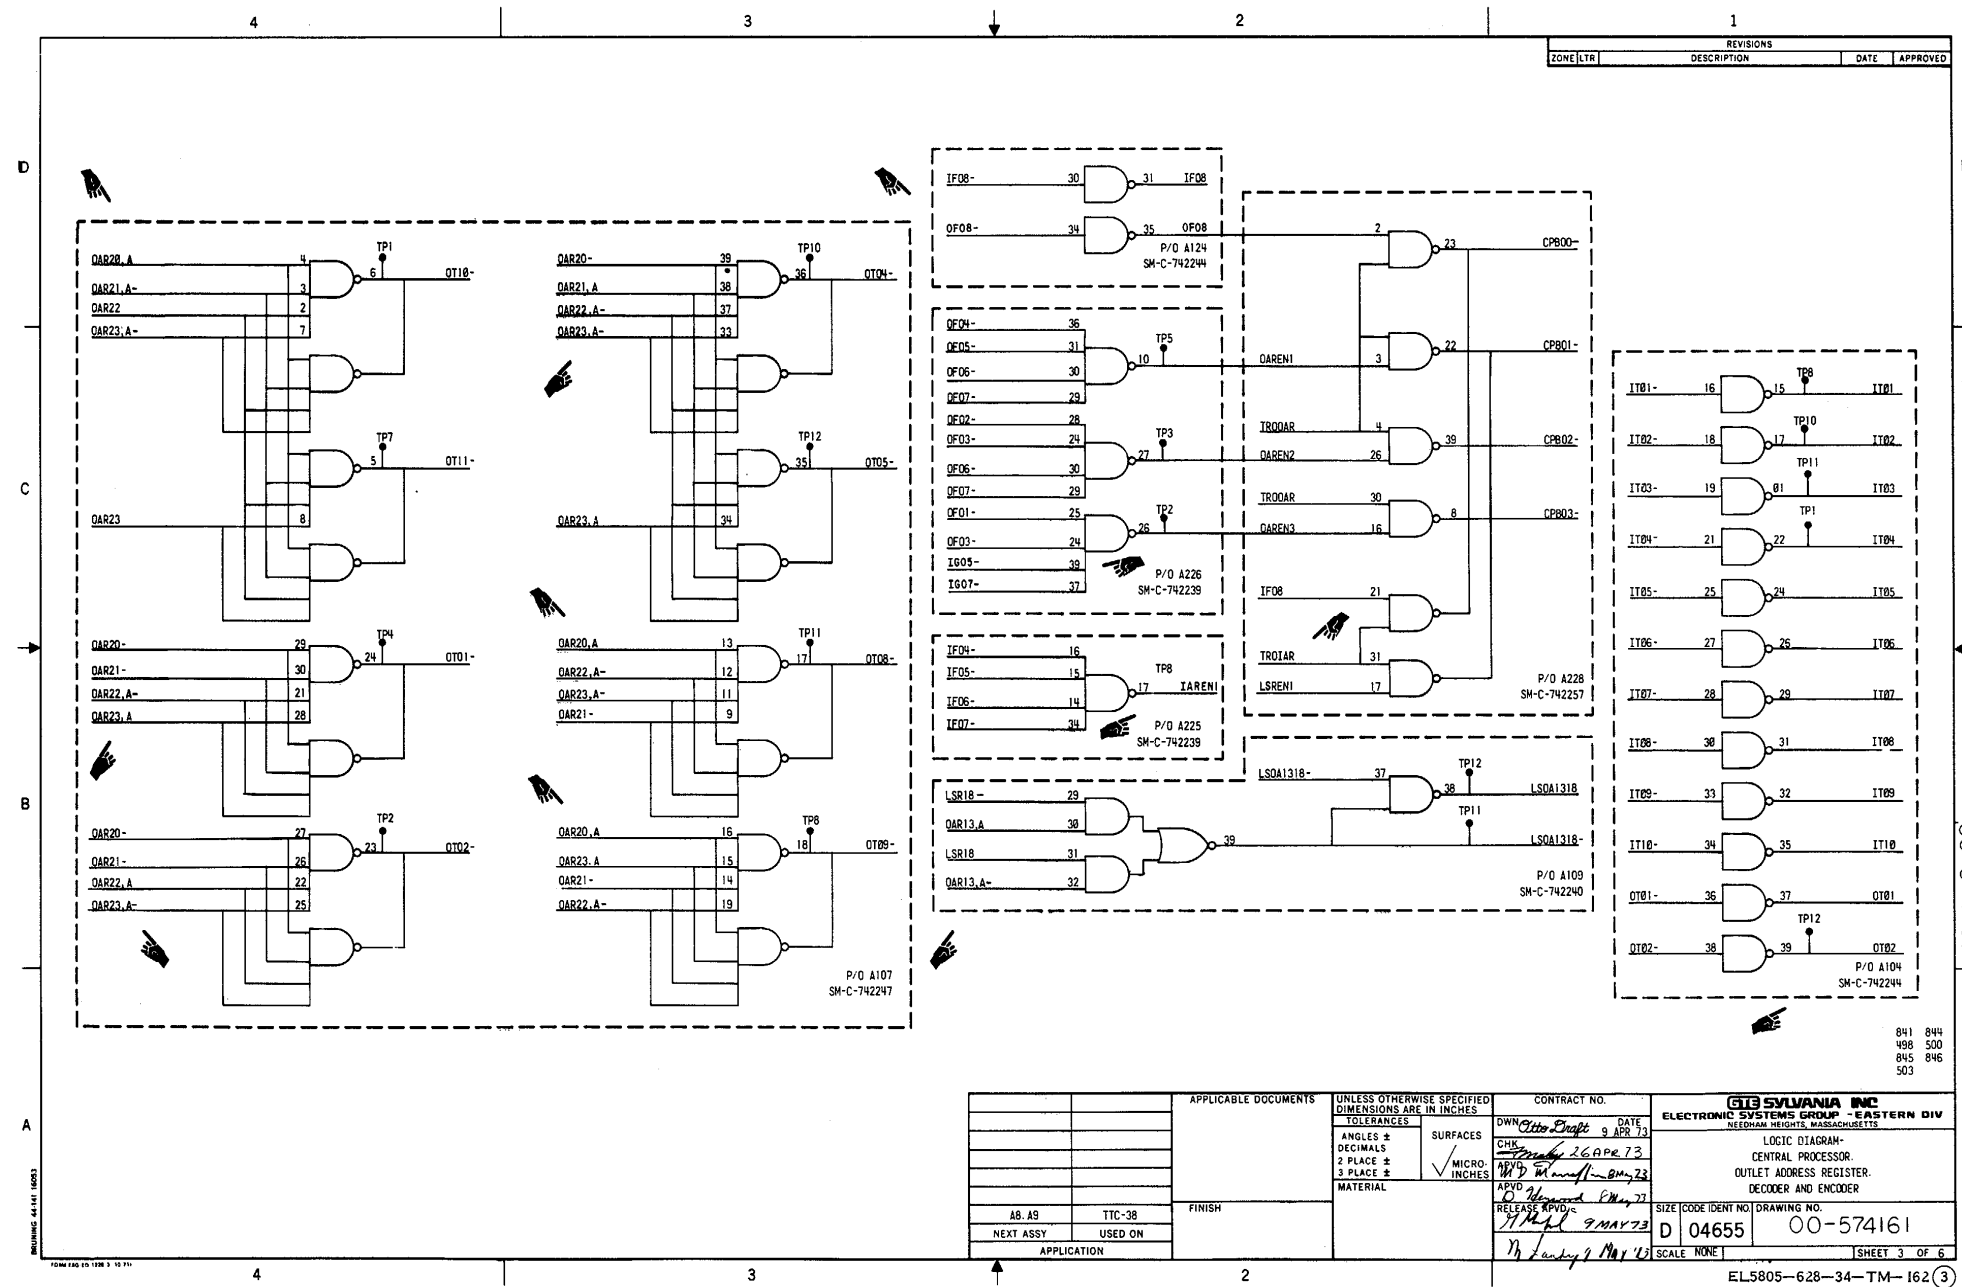 4 3 2 1
REVISIONS
ZONE LTR DESCRIPTION DATE APPROVED
D
C
B
A
OAR20,A 4
OAR21,A- 3
OAR22 2
OAR23,A- 7
6 TP1 OT10-
TP7
5 OT11-
OAR23 8
OAR20- 29
OAR21- 30
OAR22,A- 21
OAR23,A 28
24 TP4 OT01-
OAR20- 27
OAR21- 26
OAR22,A 22
OAR23,A- 25
23 TP2 OT02-
OAR20- 39
OAR21,A 38
OAR22,A- 37
OAR23,A- 33
36 TP10 OT04-
TP12
35 OT05-
OAR23,A 34
OAR20,A 13
OAR22,A- 12
OAR23,A- 11
OAR21- 9
17 TP11 OT08-
OAR20,A 16
OAR23.A 15
OAR21- 14
OAR22,A- 19
18 TP8 OT09-
P/O A107
SM-C-742247
IF08- 30 31 IF08
OF08- 34 35 OF08
P/O A124
SM-C-742244
OF04- 36
OF05- 31
OF06- 30
OF07- 29
10 TP5 OAREN1
OF02- 28
OF03- 24
OF06- 30
OF07- 29
27 TP3 OAREN2
OF01- 25
OF03- 24
26 TP2 OAREN3
IG05- 39
IG07- 37
P/O A226
SM-C-742239
IF04- 16
IF05- 15
IF06- 14
IF07- 34
TP8
17 IAREN1
P/O A225
SM-C-742239
2 23 CPB00-
3 22 CPB01-
TROOAR 4
26 39 CPB02-
TROOAR 30
16 8 CPB03-
IF08 21
TROIAR 31
LSREN1 17
P/O A228
SM-C-742257
LSR18- 29
OAR13,A 30
LSR18 31
OAR13,A- 32
39
LSOA1318- 37
38 TP12 LSOA1318
TP11
LSOA1318-
P/O A109
SM-C-742240
IT01- 16 15 TP8 IT01
IT02- 18 17 TP10 IT02
IT03- 19 01 TP11 IT03
IT04- 21 22 TP1 IT04
IT05- 25 24 IT05
IT06- 27 26 IT06
IT07- 28 29 IT07
IT08- 30 31 IT08
IT09- 33 32 IT09
IT10- 34 35 IT10
OT01- 36 37 OT01
OT02- 38 39 TP12 OT02
P/O A104
SM-C-742244
841 844
498 500
845 846
503
APPLICABLE DOCUMENTS
FINISH
A8.A9 TTC-38
NEXT ASSY USED ON
APPLICATION
UNLESS OTHERWISE SPECIFIED
DIMENSIONS ARE IN INCHES
TOLERANCES
ANGLES ±
DECIMALS
2 PLACE ±
3 PLACE ±
SURFACES
MICRO-
INCHES
MATERIAL
CONTRACT NO.
DWN Otto Draft DATE
9 APR 73
CHK 26 APR 73
APVD 8 May 73
APVD 8 May 73
RELEASE APVD 9 MAY 73
GTE SYLVANIA INC
ELECTRONIC SYSTEMS GROUP - EASTERN DIV
NEEDHAM HEIGHTS, MASSACHUSETTS
LOGIC DIAGRAM-
CENTRAL PROCESSOR.
OUTLET ADDRESS REGISTER.
DECODER AND ENCODER
SIZE CODE IDENT NO. DRAWING NO.
D 04655 00-574161
SCALE NONE SHEET 3 OF 6
BRUNING 44-141 16053
4 3 2
EL5805-628-34-TM-162 3